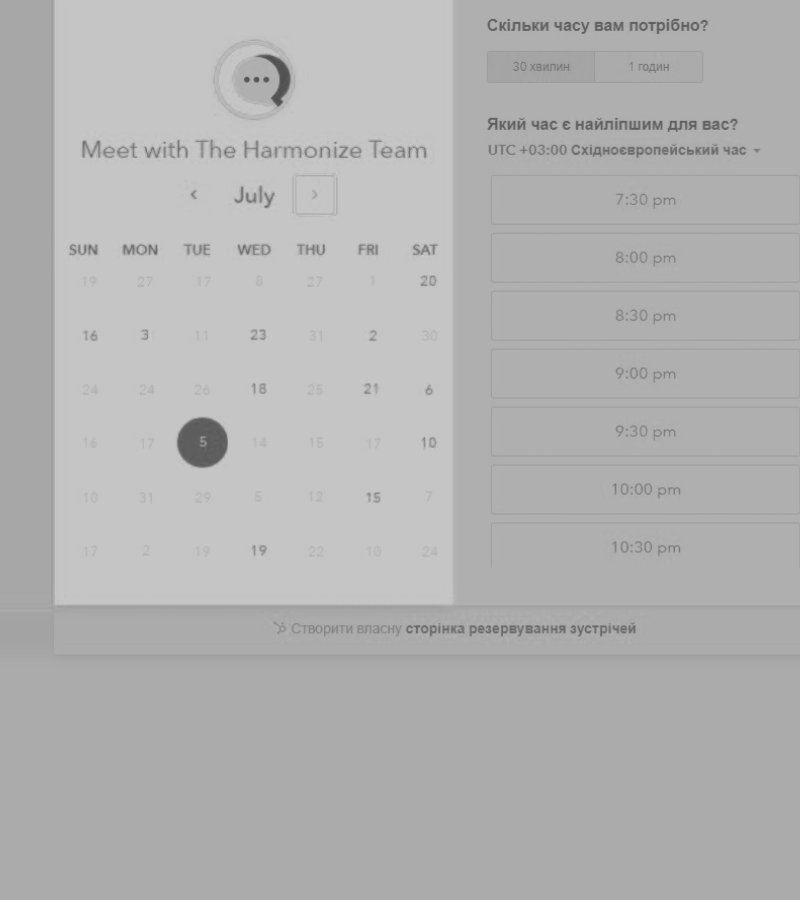 Meet with The Harmonize Team
July
SUN MON TUE WED THU FRI SAT
19 27 17 8 27 1 20
16 3 11 23 31 2 30
24 24 26 18 25 21 6
16 17 5 14 15 17 10
10 31 29 5 12 15 7
17 2 19 19 22 10 24
Скільки часу вам потрібно?
30 хвилин 1 годин
Який час є найліпшим для вас?
UTC +03:00 Східноєвропейський час
7:30 pm
8:00 pm
8:30 pm
9:00 pm
9:30 pm
10:00 pm
10:30 pm
Створити власну сторінка резервування зустрічей